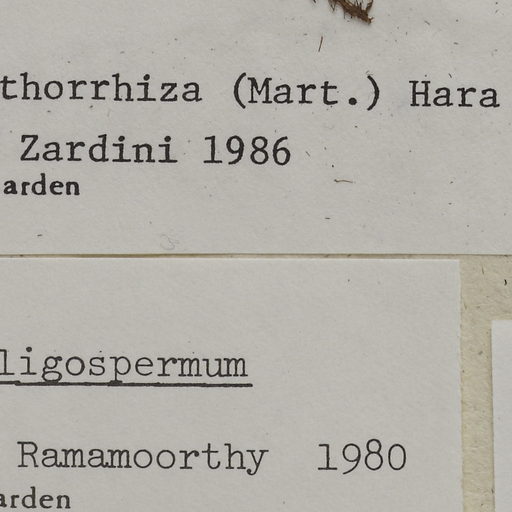 thorrhiza (Mart.) Hara
Zardini 1986
arden
ligospermum
Ramamoorthy 1980
arden